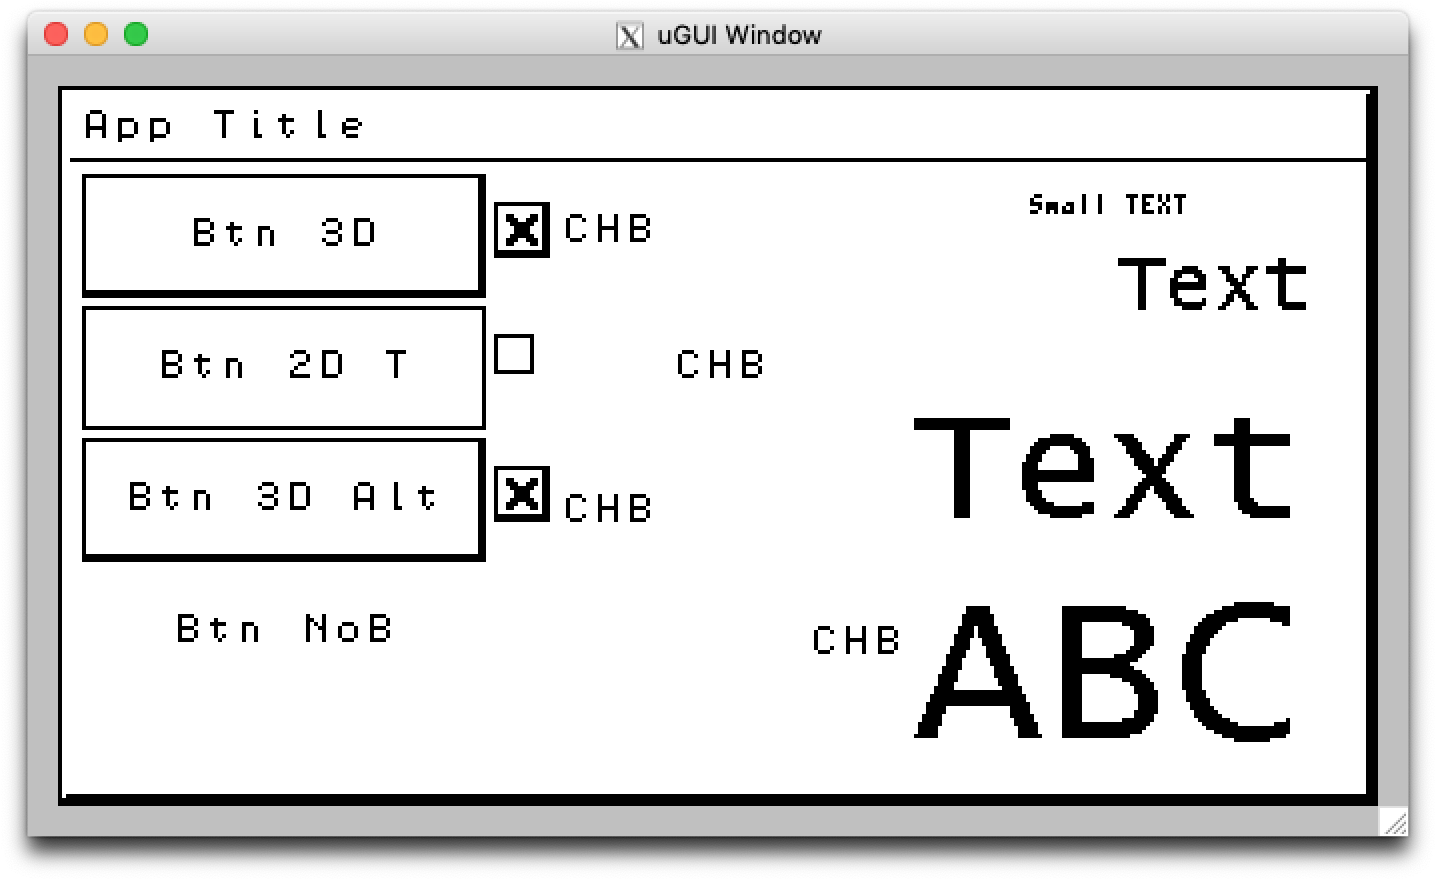 uGUI Window
App Title
Btn 3D
CHB
Small TEXT
Text
Btn 2D T
CHB
Text
Btn 3D Alt
CHB
Btn NoB
CHB
ABC